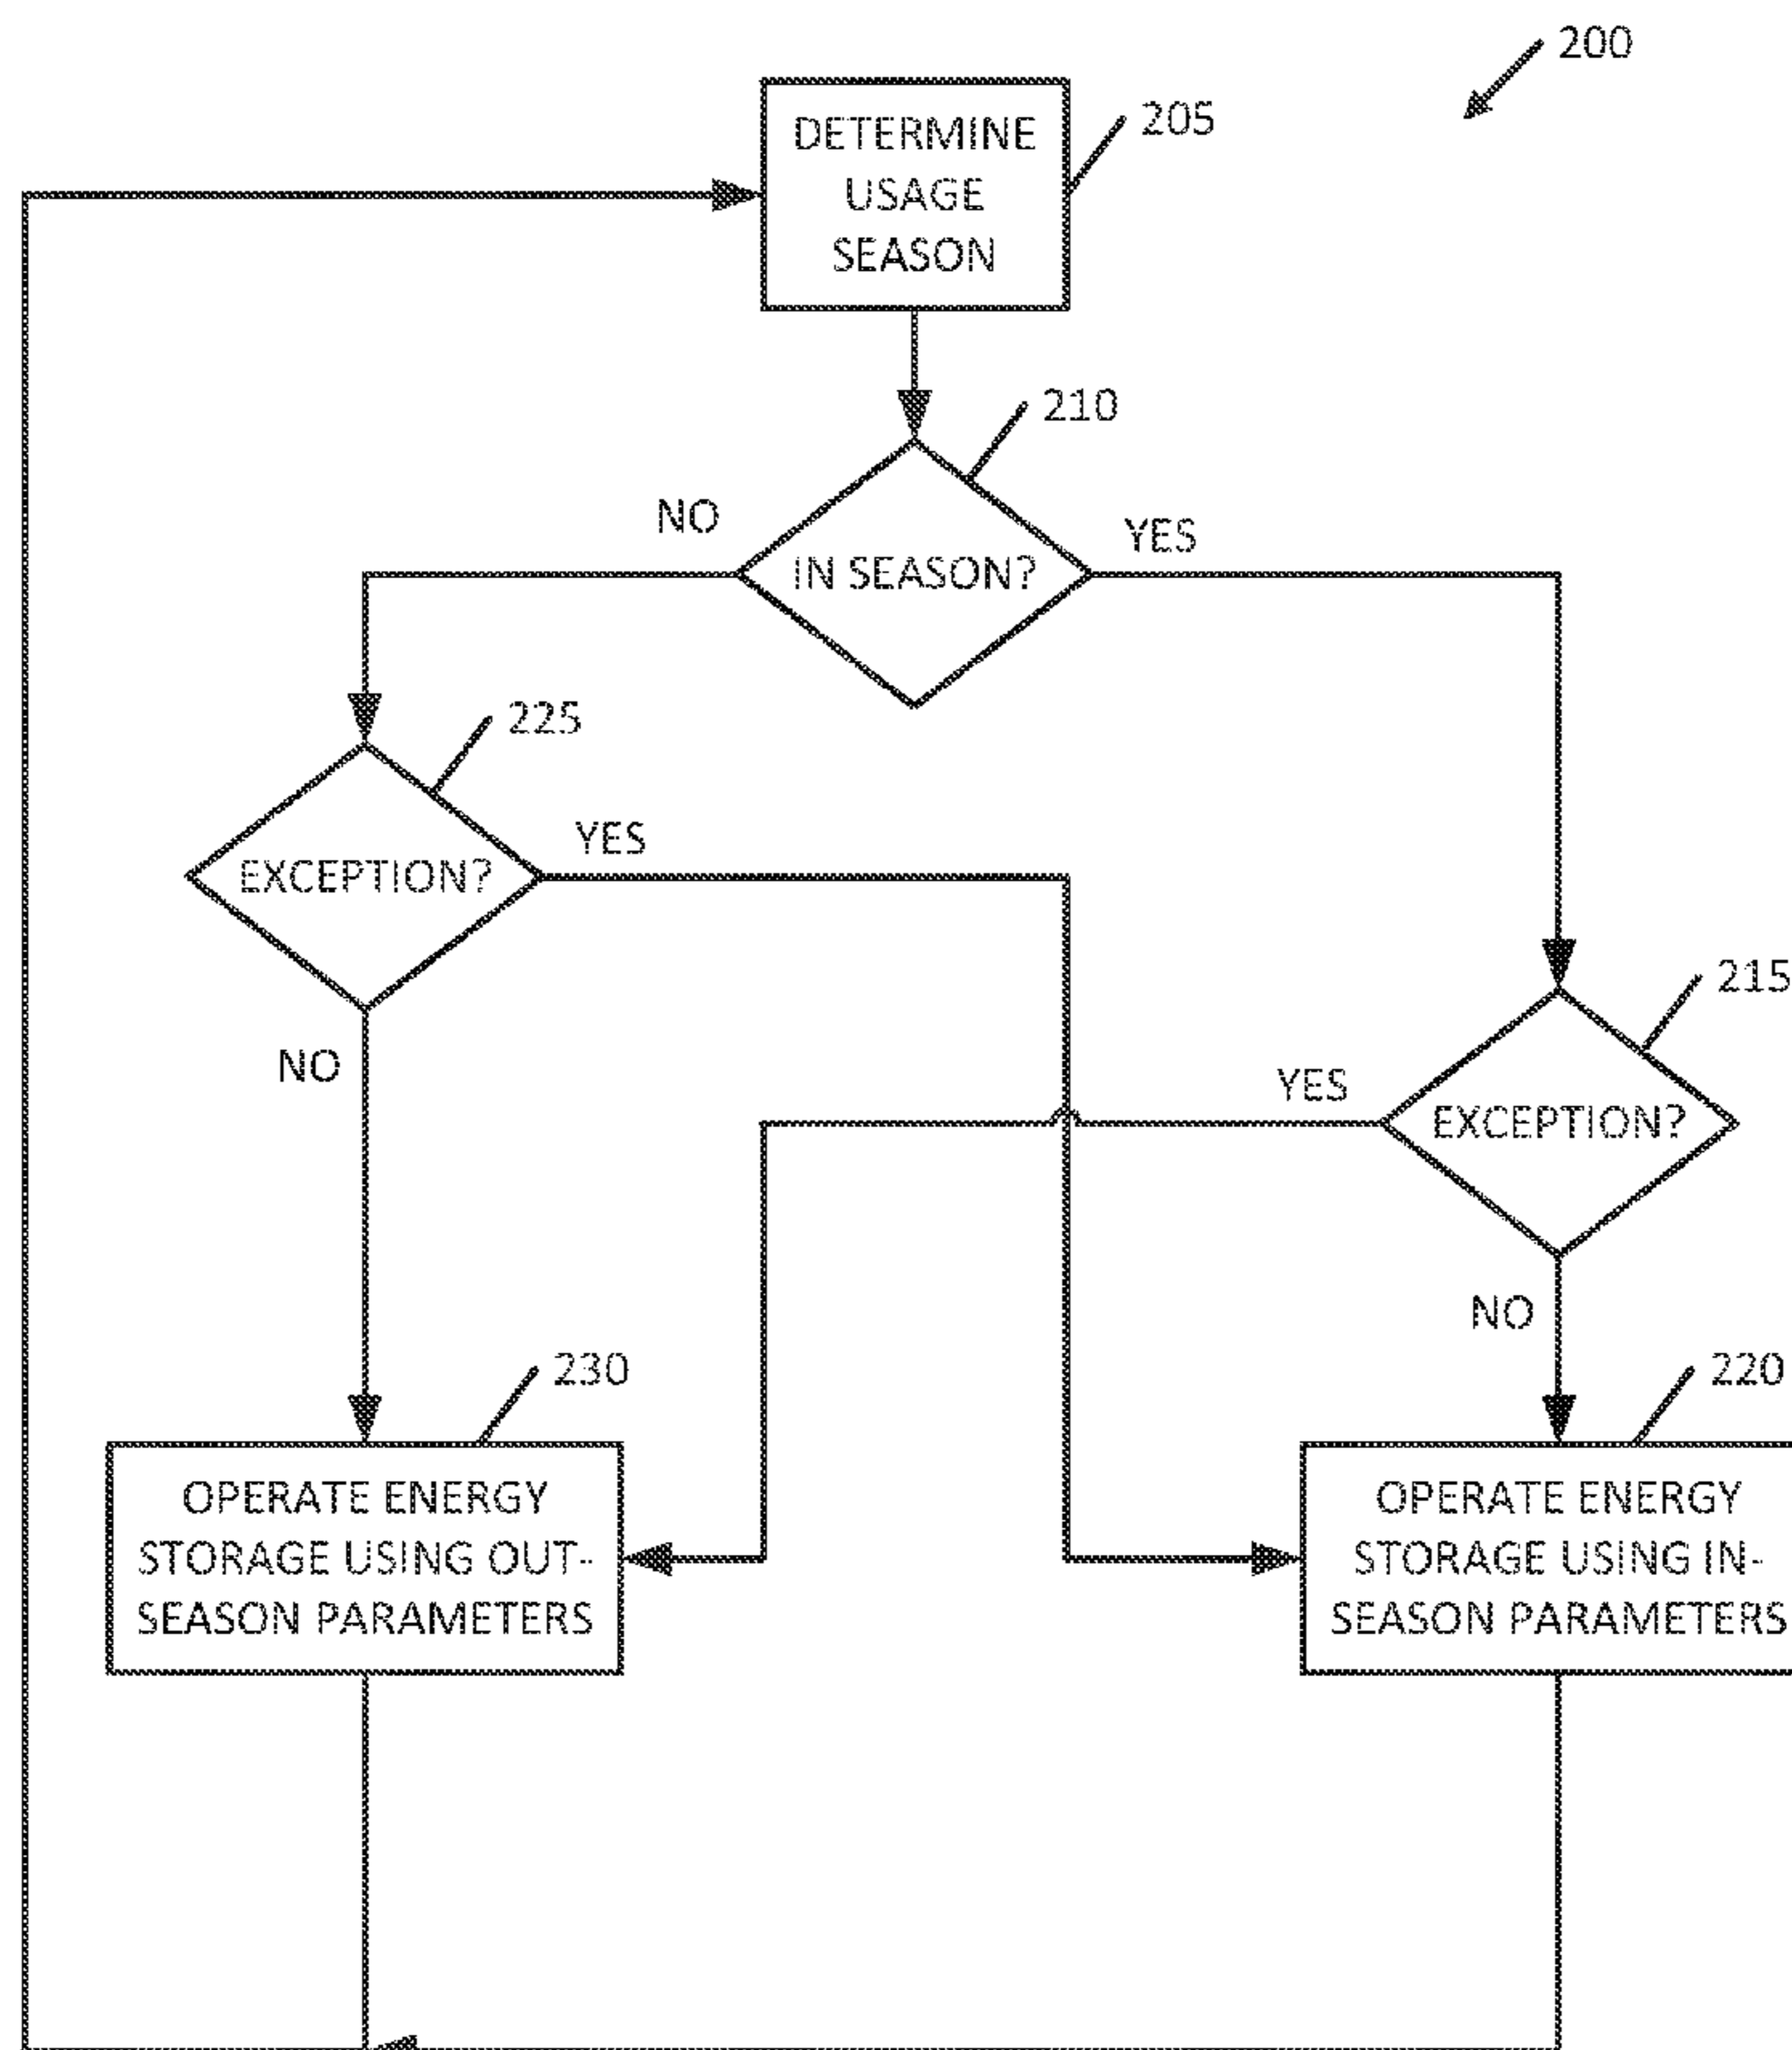 200
DETERMINE
USAGE
SEASON
205
210
NO
YES
IN SEASON?
225
YES
EXCEPTION?
215
NO
YES
EXCEPTION?
NO
230
220
OPERATE ENERGY
STORAGE USING OUT-
SEASON PARAMETERS
OPERATE ENERGY
STORAGE USING IN-
SEASON PARAMETERS